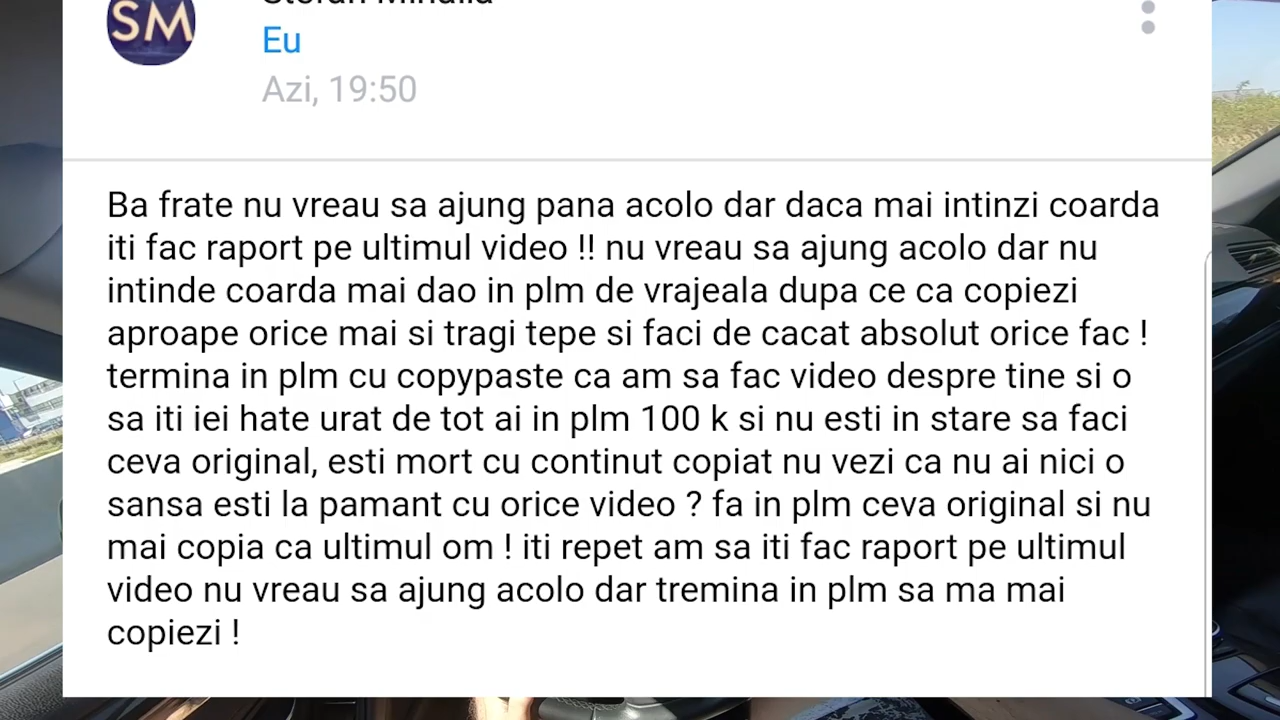 SM
Eu
Azi, 19:50
Ba frate nu vreau sa ajung pana acolo dar daca mai intinzi coarda
iti fac raport pe ultimul video !! nu vreau sa ajung acolo dar nu
intinde coarda mai dao in plm de vrajeala dupa ce ca copiezi
aproape orice mai si tragi tepe si faci de cacat absolut orice fac !
termina in plm cu copypaste ca am sa fac video despre tine si o
sa iti iei hate urat de tot ai in plm 100 k si nu esti in stare sa faci
ceva original, esti mort cu continut copiat nu vezi ca nu ai nici o
sansa esti la pamant cu orice video ? fa in plm ceva original si nu
mai copia ca ultimul om ! iti repet am sa iti fac raport pe ultimul
video nu vreau sa ajung acolo dar tremina in plm sa ma mai
copiezi !